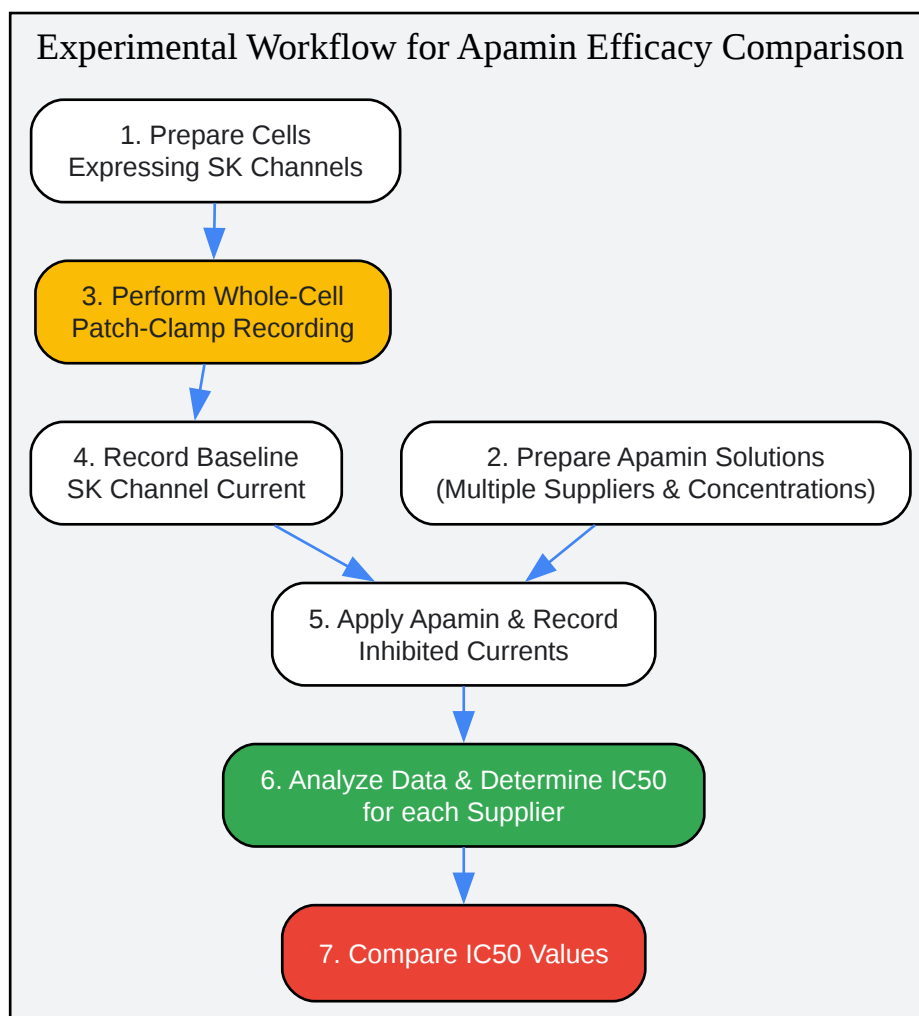 Experimental Workflow for Apamin Efficacy Comparison
1. Prepare Cells
Expressing SK Channels
3. Perform Whole-Cell
Patch-Clamp Recording
4. Record Baseline
SK Channel Current
2. Prepare Apamin Solutions
(Multiple Suppliers & Concentrations)
5. Apply Apamin & Record
Inhibited Currents
6. Analyze Data & Determine IC50
for each Supplier
7. Compare IC50 Values